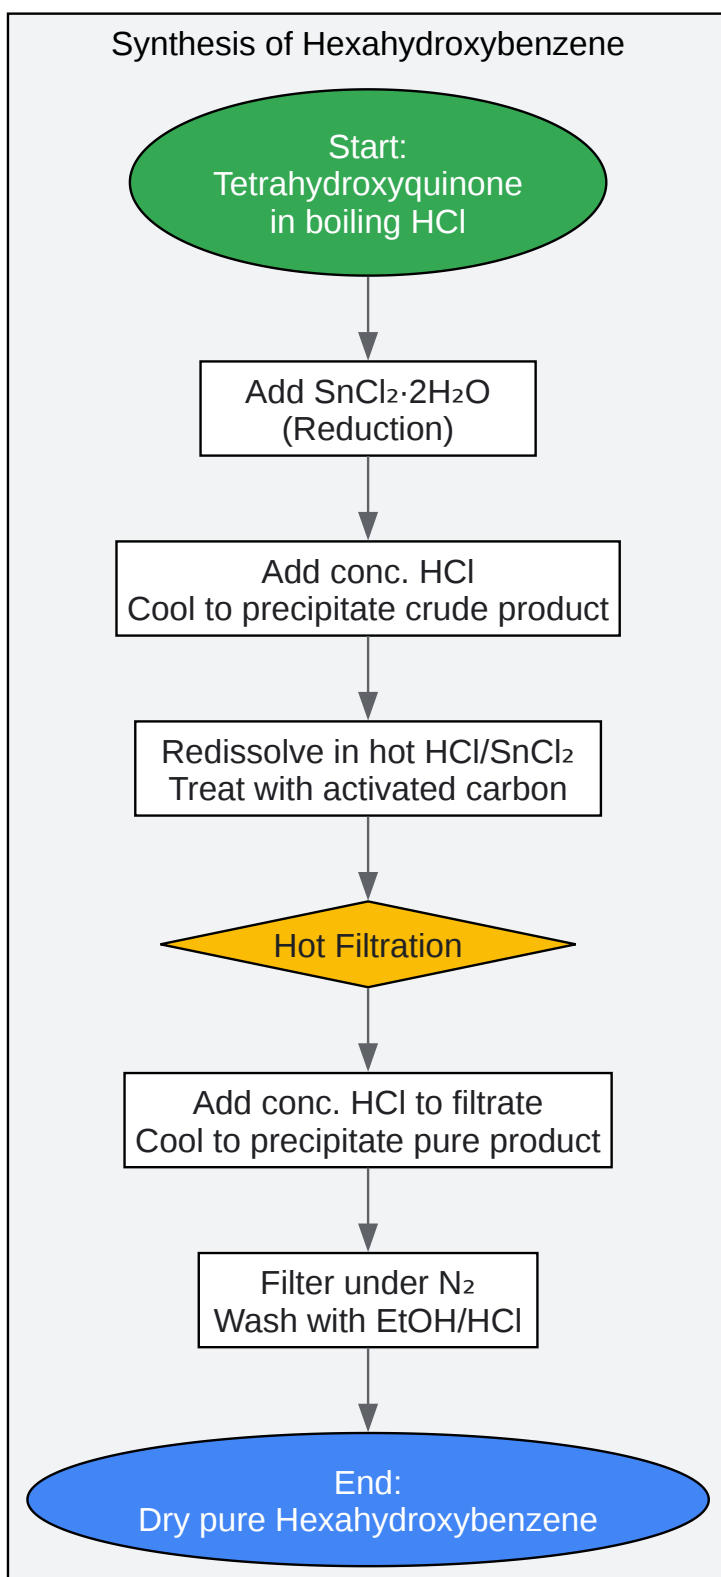 Synthesis of Hexahydroxybenzene
Start:
Tetrahydroxyquinone
in boiling HCl
Add SnCl₂·2H₂O
(Reduction)
Add conc. HCl
Cool to precipitate crude product
Redissolve in hot HCl/SnCl₂
Treat with activated carbon
Hot Filtration
Add conc. HCl to filtrate
Cool to precipitate pure product
Filter under N₂
Wash with EtOH/HCl
End:
Dry pure Hexahydroxybenzene